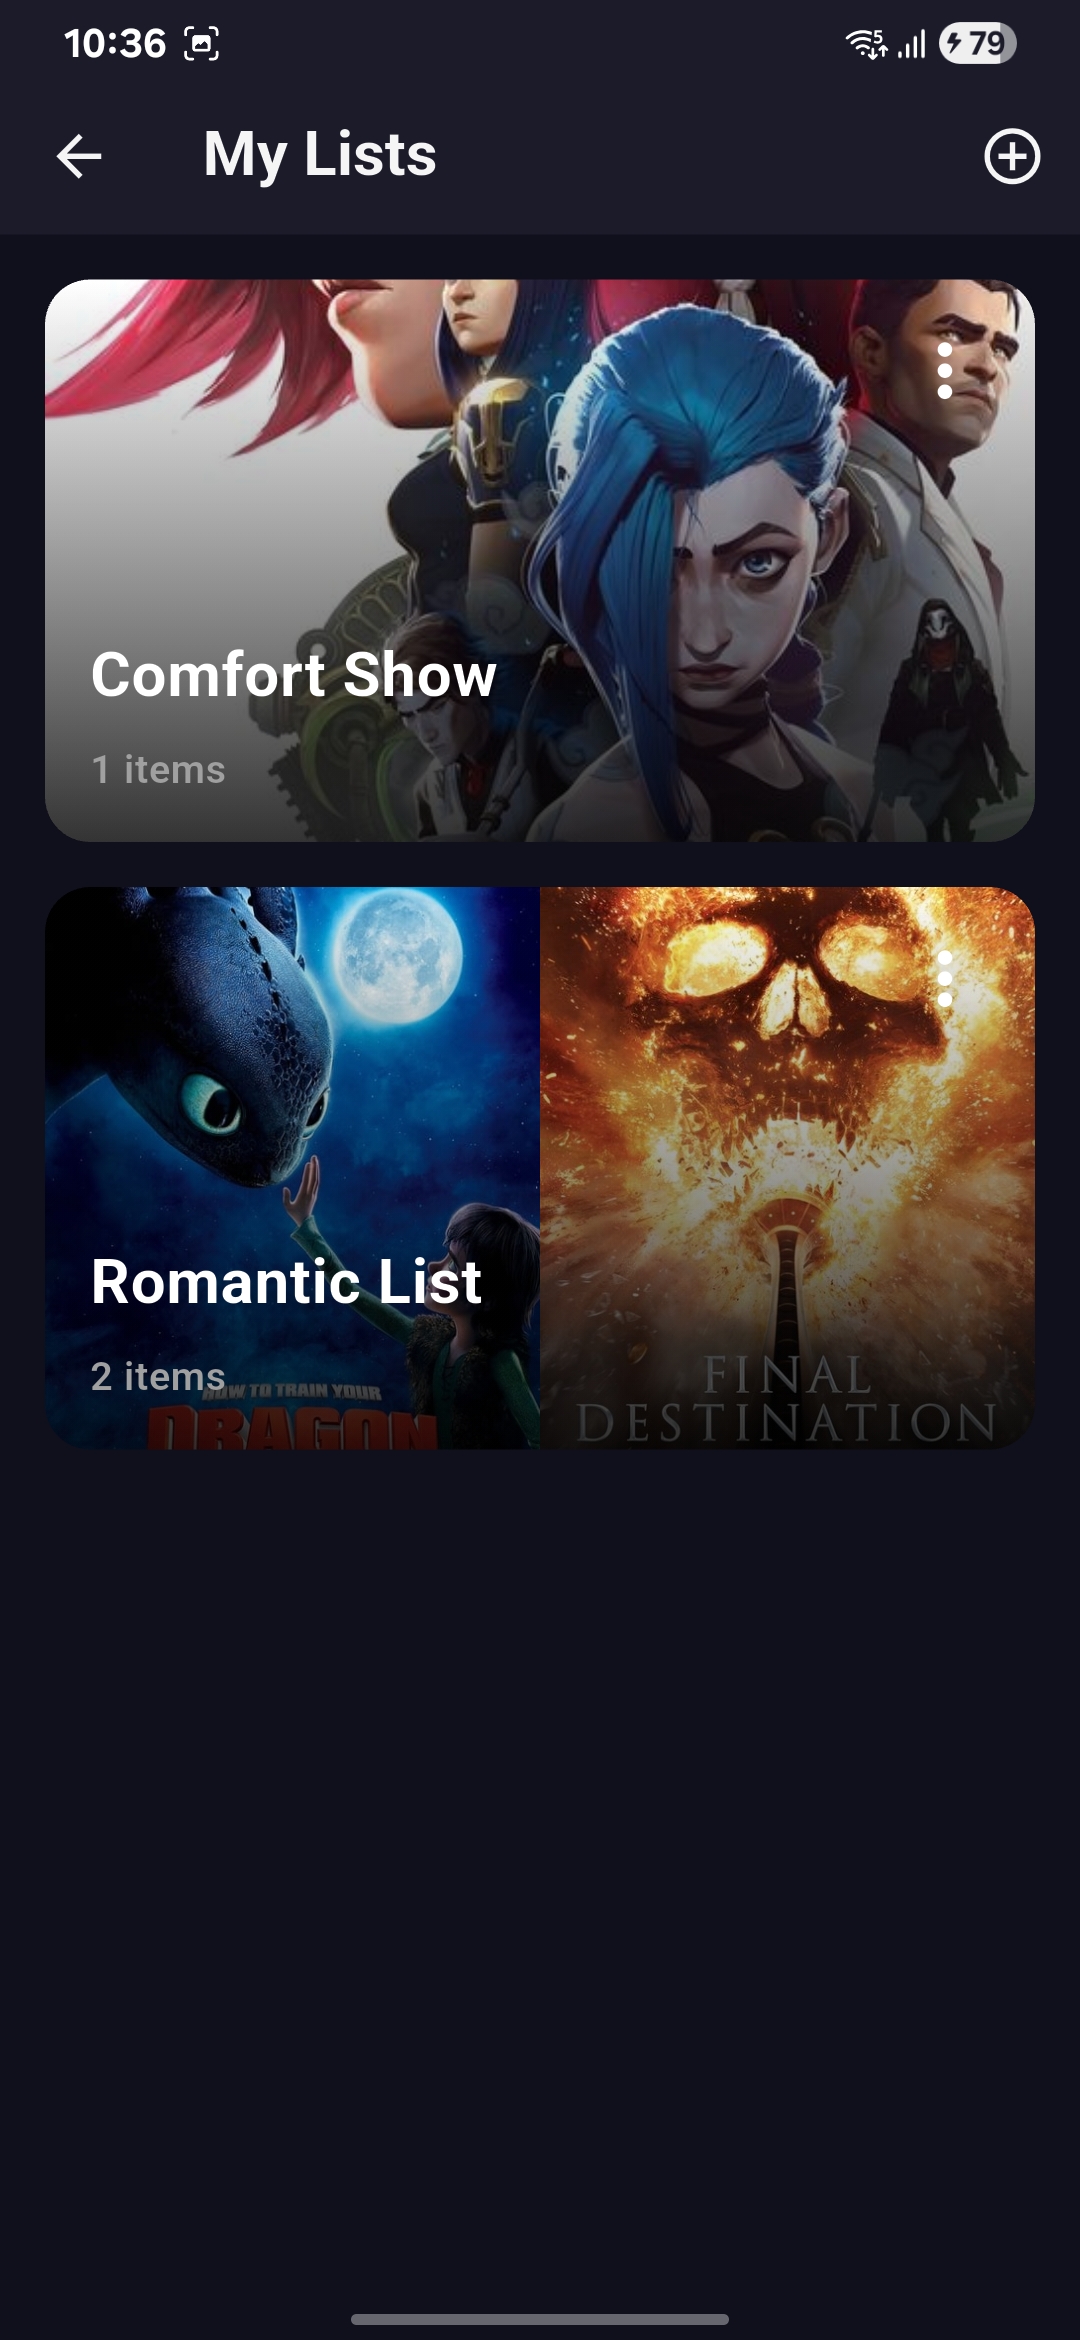 10:36
5
79
My Lists
Comfort Show
1 items
Romantic List
2 items
HOW TO TRAIN YOUR
DRAGON
FINAL
DESTINATION